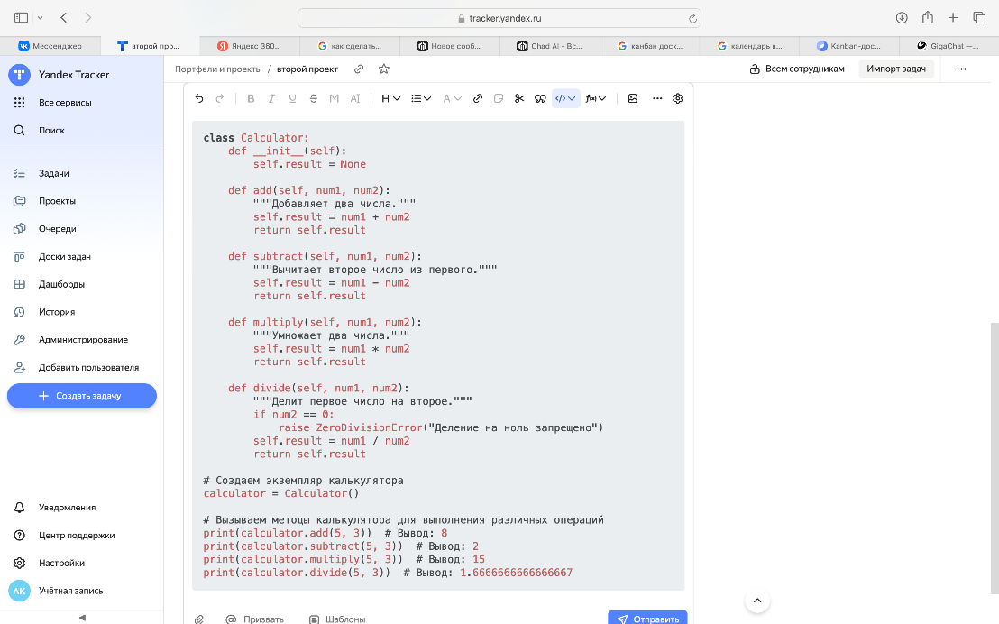 tracker.yandex.ru
Мессенджер
второй про...
Яндекс 360...
как сделать...
Новое сооб...
Chad AI - Вс...
канбан доск...
календарь в...
Kanban-дос...
GigaChat —...
Yandex Tracker
Все сервисы
Поиск
Задачи
Проекты
Очереди
Доски задач
Дашборды
История
Администрирование
Добавить пользователя
Создать задачу
Уведомления
Центр поддержки
Настройки
АК Учётная запись
Портфели и проекты / второй проект
Всем сотрудникам
Импорт задач
class Calculator:
    def __init__(self):
        self.result = None
    def add(self, num1, num2):
        """Добавляет два числа."""
        self.result = num1 + num2
        return self.result
    def subtract(self, num1, num2):
        """Вычитает второе число из первого."""
        self.result = num1 - num2
        return self.result
    def multiply(self, num1, num2):
        """Умножает два числа."""
        self.result = num1 * num2
        return self.result
    def divide(self, num1, num2):
        """Делит первое число на второе."""
        if num2 == 0:
            raise ZeroDivisionError("Деление на ноль запрещено")
        self.result = num1 / num2
        return self.result
# Создаем экземпляр калькулятора
calculator = Calculator()
# Вызываем методы калькулятора для выполнения различных операций
print(calculator.add(5, 3))  # Вывод: 8
print(calculator.subtract(5, 3))  # Вывод: 2
print(calculator.multiply(5, 3))  # Вывод: 15
print(calculator.divide(5, 3))  # Вывод: 1.6666666666666667
Призвать
Шаблоны
Отправить